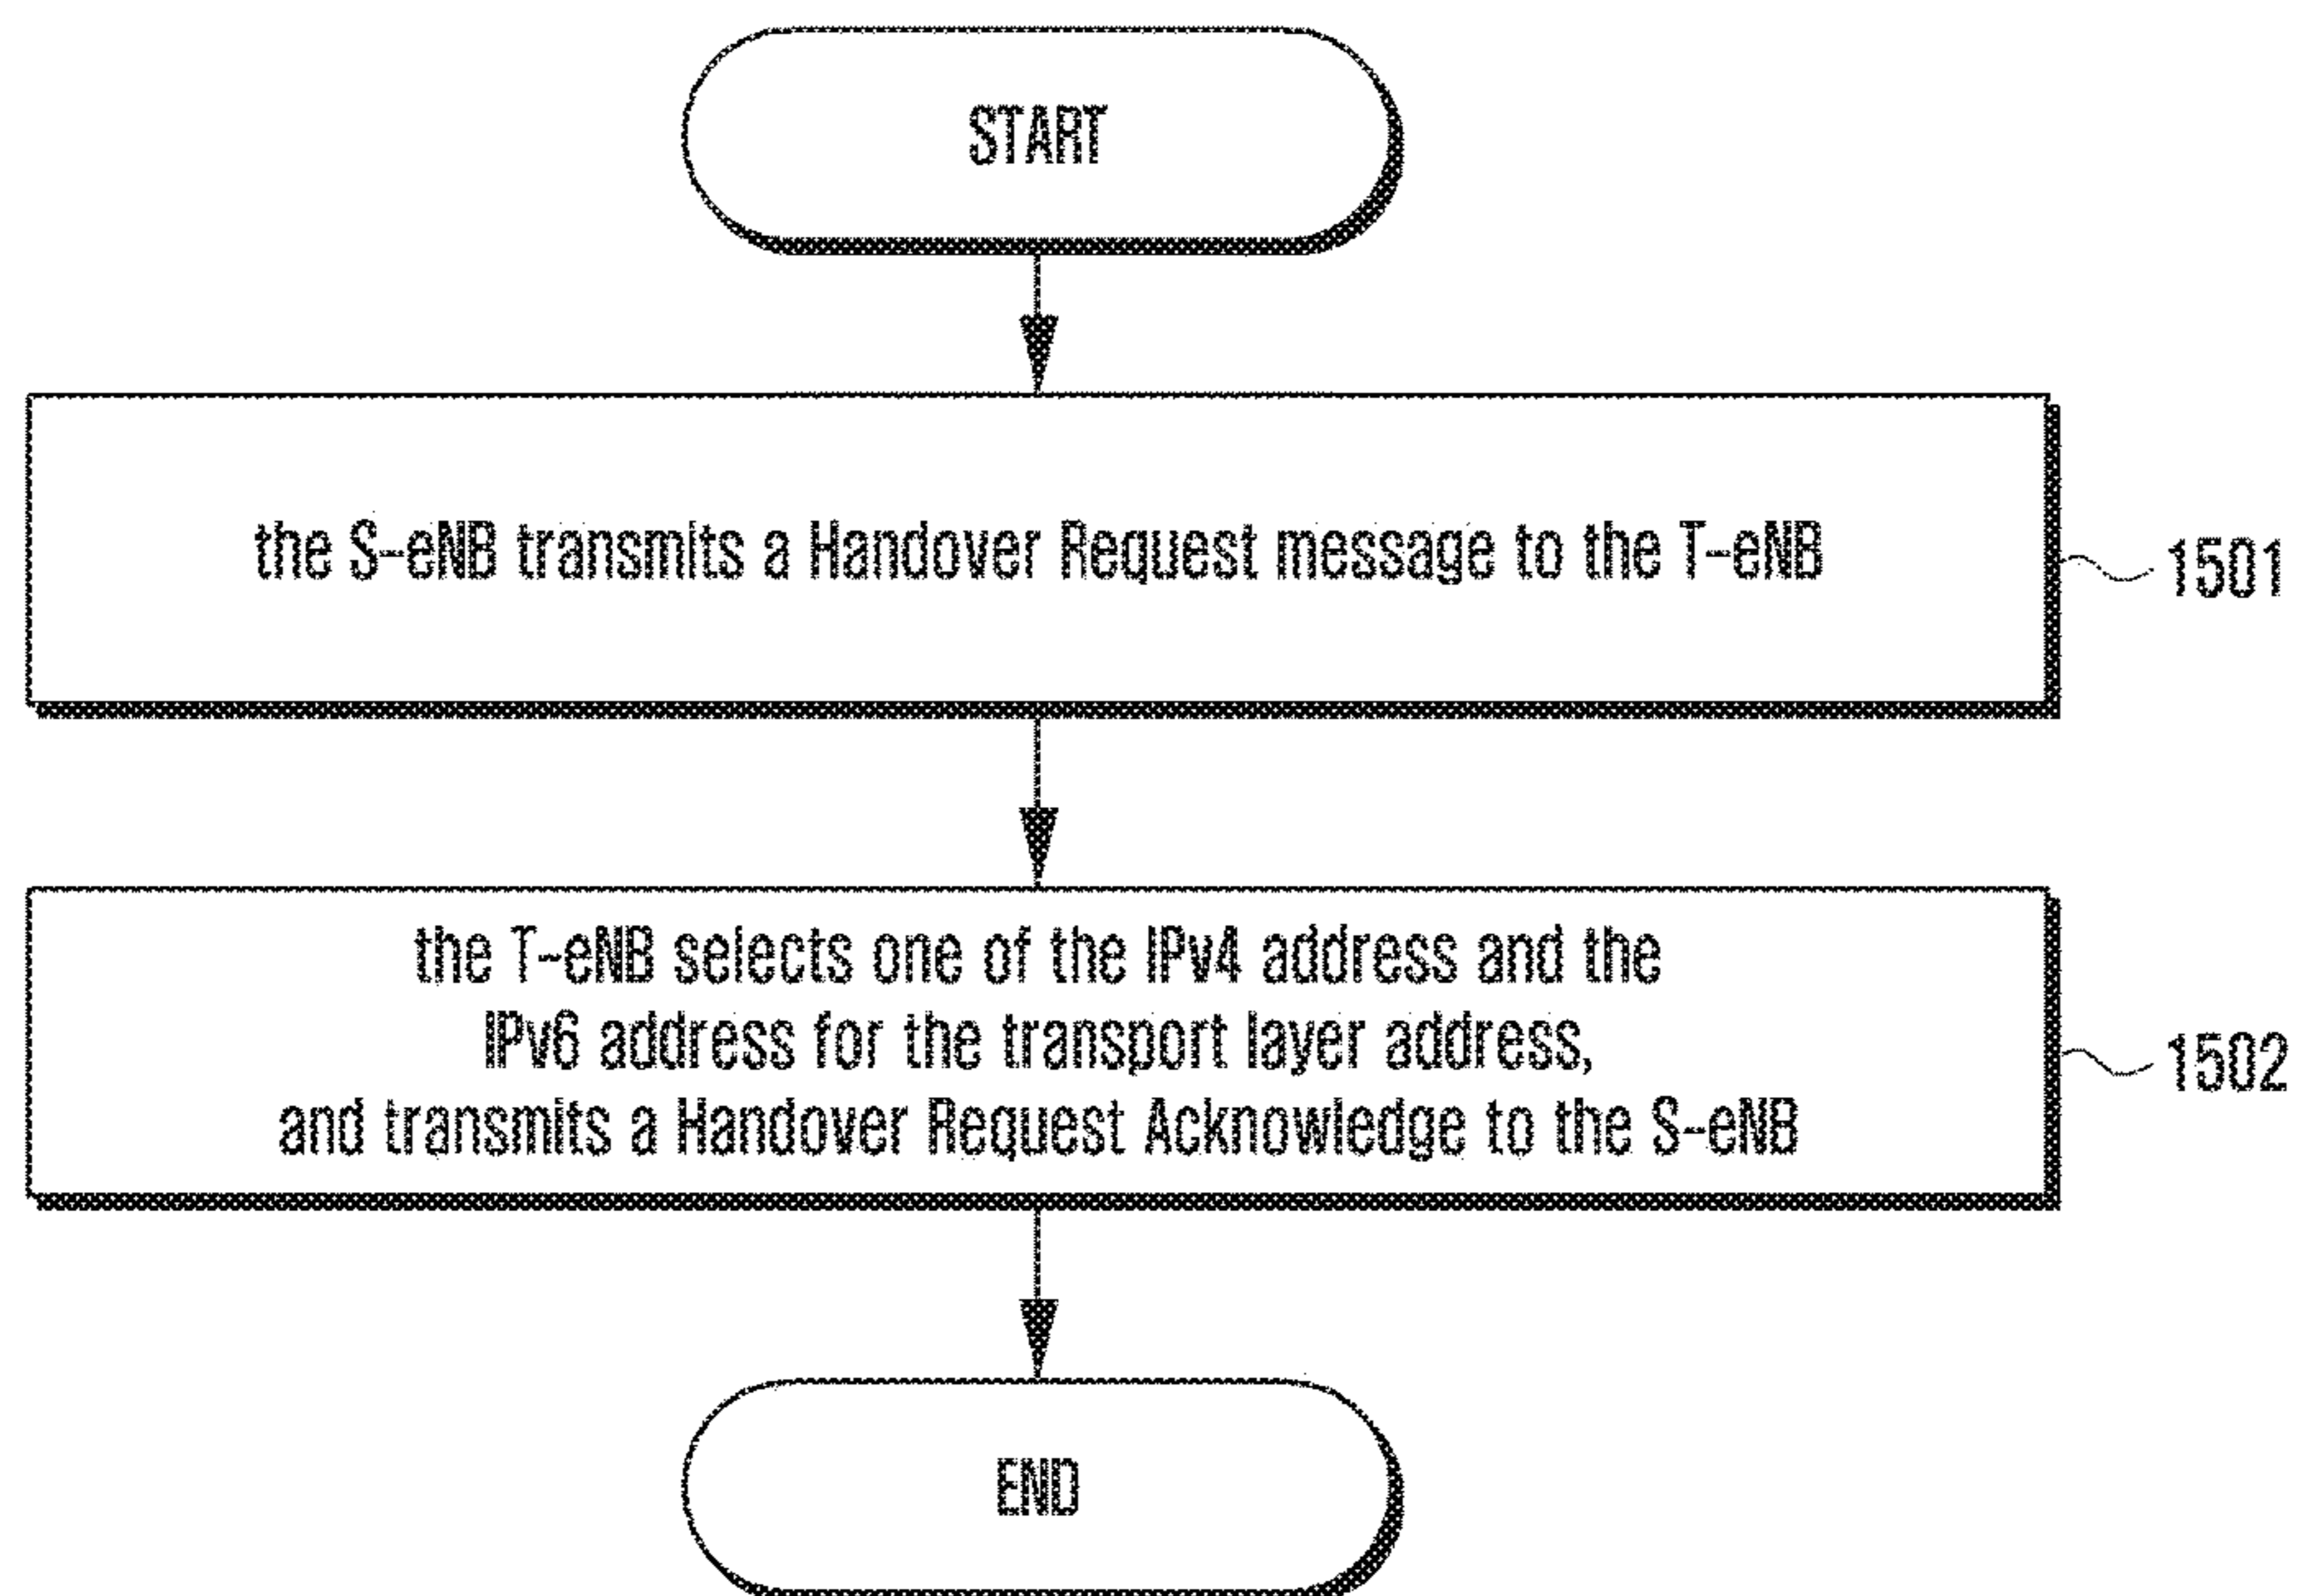 START
the S-eNB transmits a Handover Request message to the T-eNB
1501
the T-eNB selects one of the IPv4 address and the
IPv6 address for the transport layer address,
and transmits a Handover Request Acknowledge to the S-eNB
1502
END